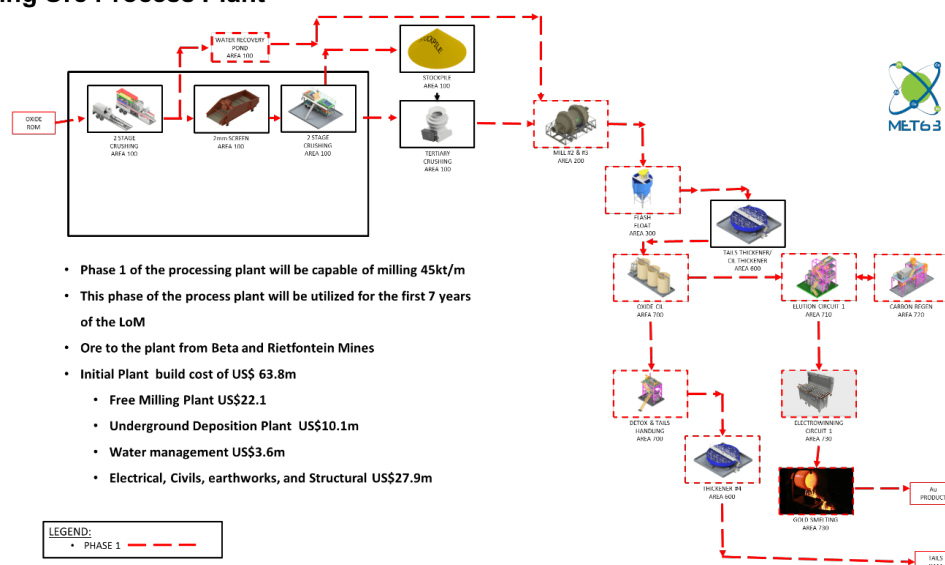 ing Ore Process Plant
WATER RECOVERY
POND
AREA 100
STOCKPILE
AREA 100
OXIDE
ROM
2 STAGE
CRUSHING
AREA 100
2mm SCREEN
AREA 100
2 STAGE
CRUSHING
AREA 100
TERTIARY
CRUSHING
AREA 100
MILL #2 & #3
AREA 200
MET63
FLASH
FLOAT
AREA 300
TAILS THICKENER/
CIL THICKENER
AREA 600
OXIDE CIL
AREA 700
ELUTION CIRCUIT 1
AREA 710
CARBON REGEN
AREA 720
• Phase 1 of the processing plant will be capable of milling 45kt/m
• This phase of the process plant will be utilized for the first 7 years
of the LoM
• Ore to the plant from Beta and Rietfontein Mines
• Initial Plant build cost of US$ 63.8m
• Free Milling Plant US$22.1
• Underground Deposition Plant US$10.1m
• Water management US$3.6m
• Electrical, Civils, earthworks, and Structural US$27.9m
DETOX & TAILS
HANDLING
AREA 700
ELECTROWINNING
CIRCUIT 1
AREA 730
THICKENER #4
AREA 600
GOLD SMELTING
AREA 730
Au
PRODUCT
TAILS
LEGEND:
• PHASE 1